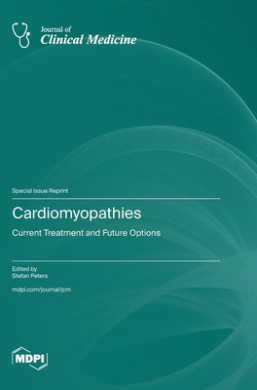 Journal of
Clinical Medicine
Special Issue Reprint
Cardiomyopathies
Current Treatment and Future Options
Edited by
Stefan Peters
mdpi.com/journal/jcm
MDPI